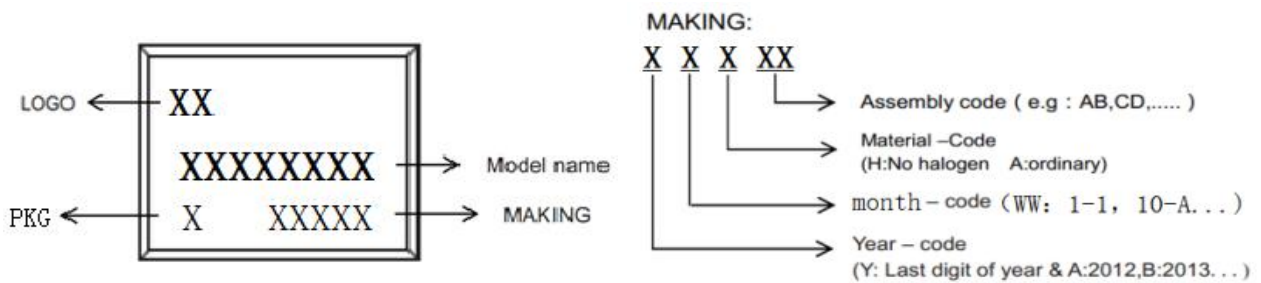 LOGO
XX
XXXXXXXX
Model name
PKG
X XXXXX
MAKING
MAKING:
X X X XX
Assembly code ( e.g : AB,CD,..... )
Material –Code
(H:No halogen A:ordinary)
month – code (WW: 1-1, 10-A...)
Year – code
(Y: Last digit of year & A:2012,B:2013. . . )